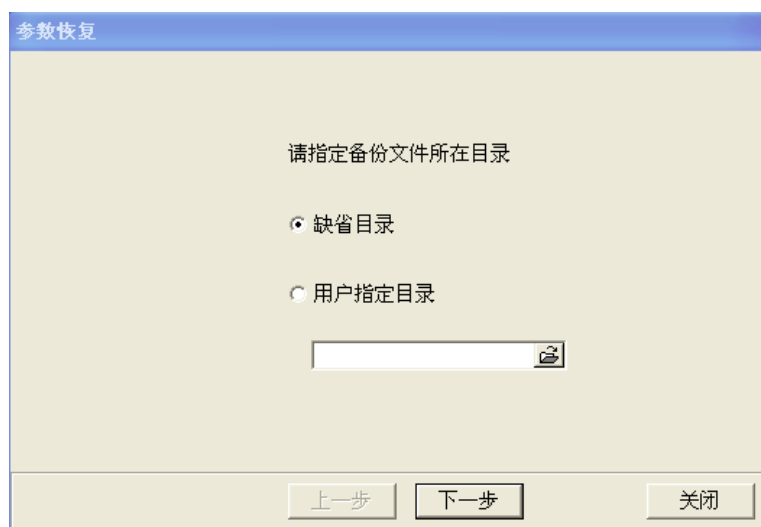 参数恢复
请指定备份文件所在目录
缺省目录
用户指定目录
上一步 下一步 关闭